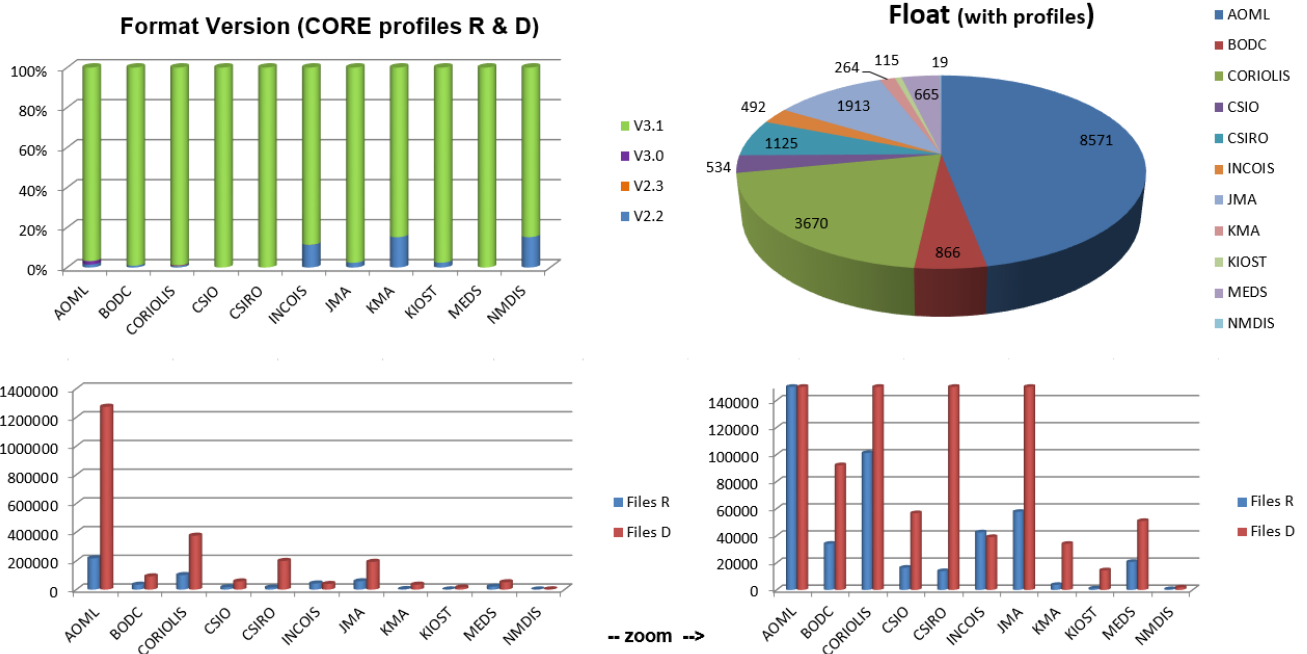 Format Version (CORE profiles R & D)
100%
80%
60%
40%
20%
0%
AOML
BODC
CORIOLIS
CSIO
CSIRO
INCOIS
JMA
KMA
KIOST
MEDS
NMDIS
V3.1
V3.0
V2.3
V2.2
Float (with profiles)
19
115
264
665
1913
492
8571
1125
534
3670
866
AOML
BODC
CORIOLIS
CSIO
CSIRO
INCOIS
JMA
KMA
KIOST
MEDS
NMDIS
1400000
1200000
1000000
800000
600000
400000
200000
0
AOML
BODC
CORIOLIS
CSIO
CSIRO
INCOIS
JMA
KMA
KIOST
MEDS
NMDIS
Files R
Files D
-- zoom -->
140000
120000
100000
80000
60000
40000
20000
0
AOML
BODC
CORIOLIS
CSIO
CSIRO
INCOIS
JMA
KMA
KIOST
MEDS
NMDIS
Files R
Files D